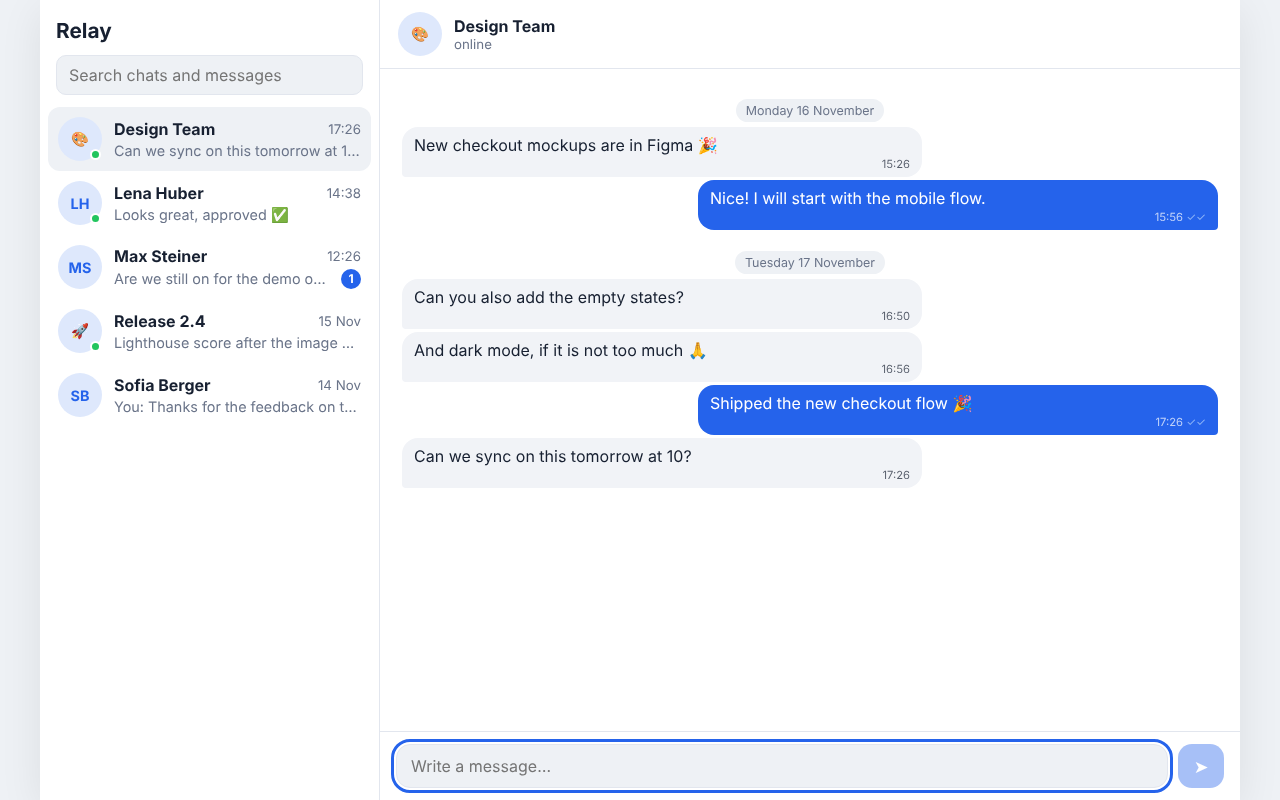 Relay
Search chats and messages
Design Team 17:26
Can we sync on this tomorrow at 1…
LH Lena Huber 14:38
Looks great, approved ✅
MS Max Steiner 12:26
Are we still on for the demo o… 1
Release 2.4 15 Nov
Lighthouse score after the image …
SB Sofia Berger 14 Nov
You: Thanks for the feedback on t…
Design Team
online
Monday 16 November
New checkout mockups are in Figma 🎉
15:26
Nice! I will start with the mobile flow.
15:56 ✓✓
Tuesday 17 November
Can you also add the empty states?
16:50
And dark mode, if it is not too much 🙏
16:56
Shipped the new checkout flow 🎉
17:26 ✓✓
Can we sync on this tomorrow at 10?
17:26
Write a message…